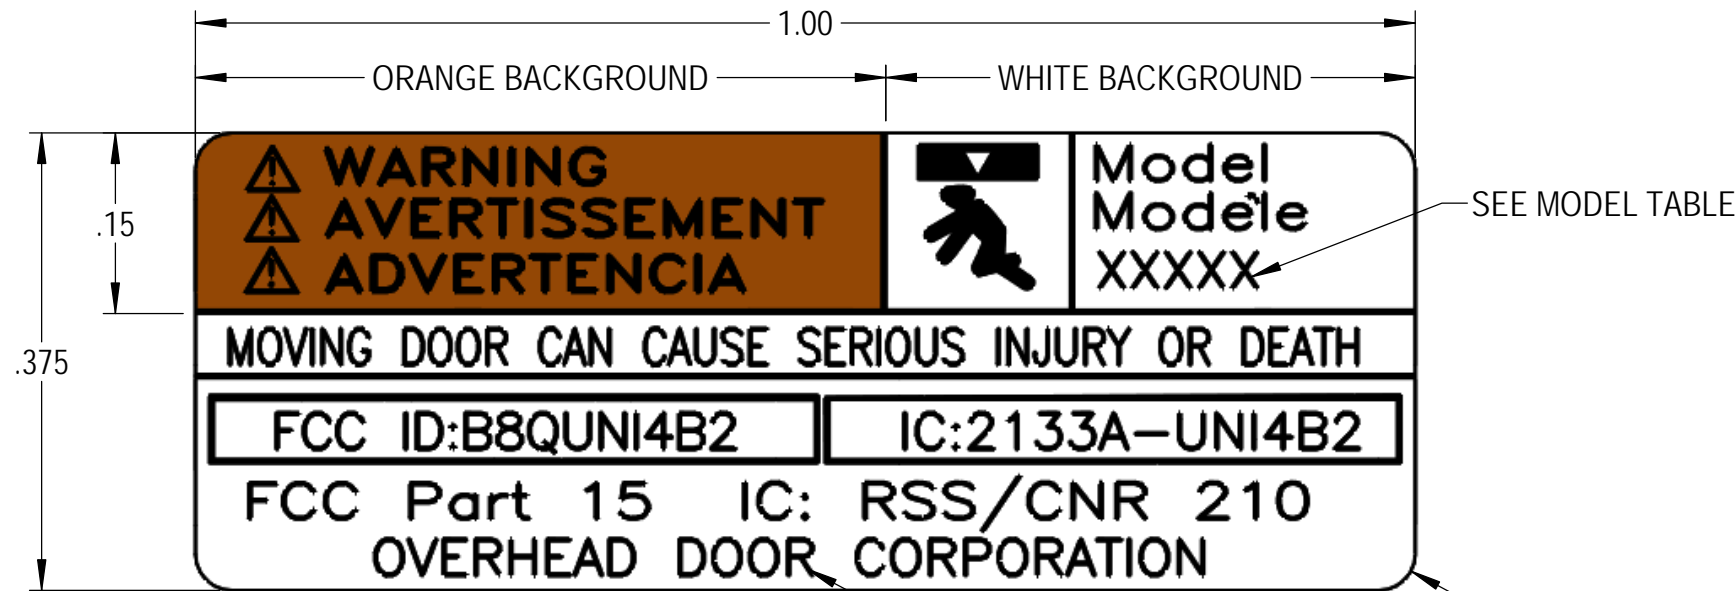 1.00
ORANGE BACKGROUND WHITE BACKGROUND
WARNING
AVERTISSEMENT
ADVERTENCIA
Model
Modèle
XXXXX
SEE MODEL TABLE
.15
.375
MOVING DOOR CAN CAUSE SERIOUS INJURY OR DEATH
FCC ID:B8QUNI4B2 IC:2133A-UNI4B2
FCC Part 15 IC: RSS/CNR 210
OVERHEAD DOOR CORPORATION